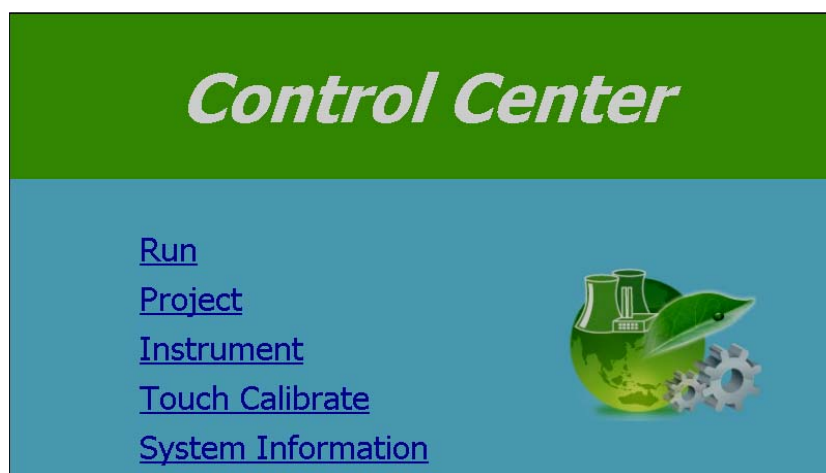 Control Center
Run
Project
Instrument
Touch Calibrate
System Information